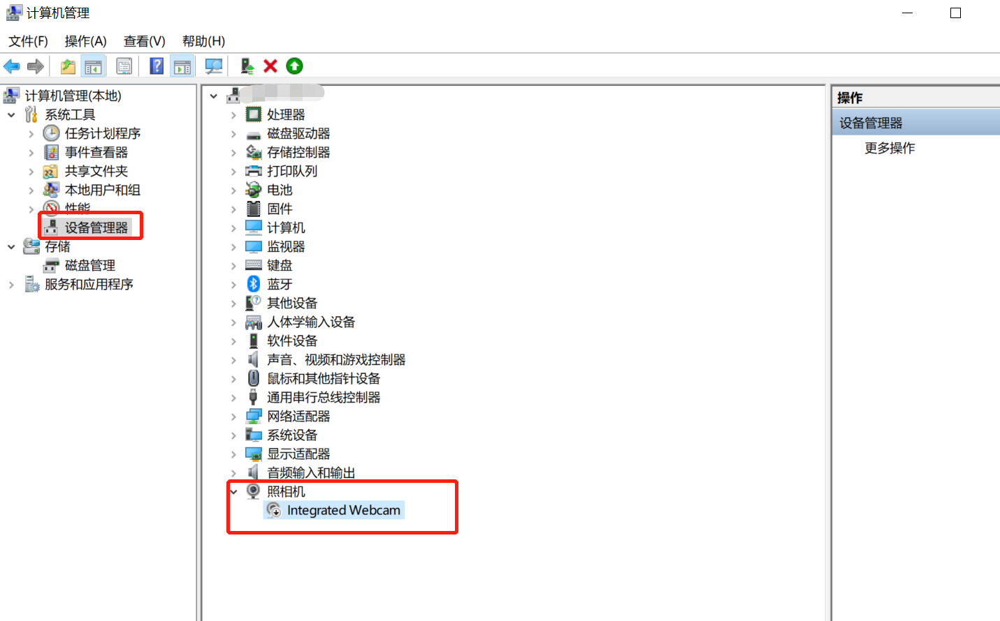 计算机管理
文件(F) 操作(A) 查看(V) 帮助(H)
计算机管理(本地)
系统工具
任务计划程序
事件查看器
共享文件夹
本地用户和组
性能
设备管理器
存储
磁盘管理
服务和应用程序
处理器
磁盘驱动器
存储控制器
打印队列
电池
固件
计算机
监视器
键盘
蓝牙
其他设备
人体学输入设备
软件设备
声音、视频和游戏控制器
鼠标和其他指针设备
通用串行总线控制器
网络适配器
系统设备
显示适配器
音频输入和输出
照相机
Integrated Webcam
操作
设备管理器
更多操作